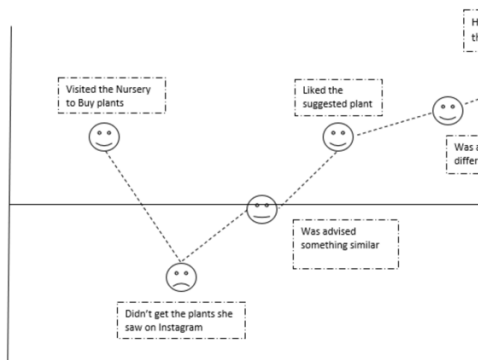 Visited the Nursery
to Buy plants
Didn't get the plants she
saw on Instagram
Was advised
something similar
Liked the
suggested plant